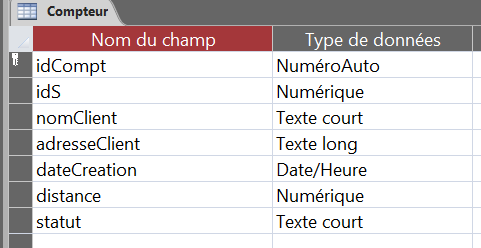 Compteur
Nom du champ Type de données
idCompt NuméroAuto
idS Numérique
nomClient Texte court
adresseClient Texte long
dateCreation Date/Heure
distance Numérique
statut Texte court